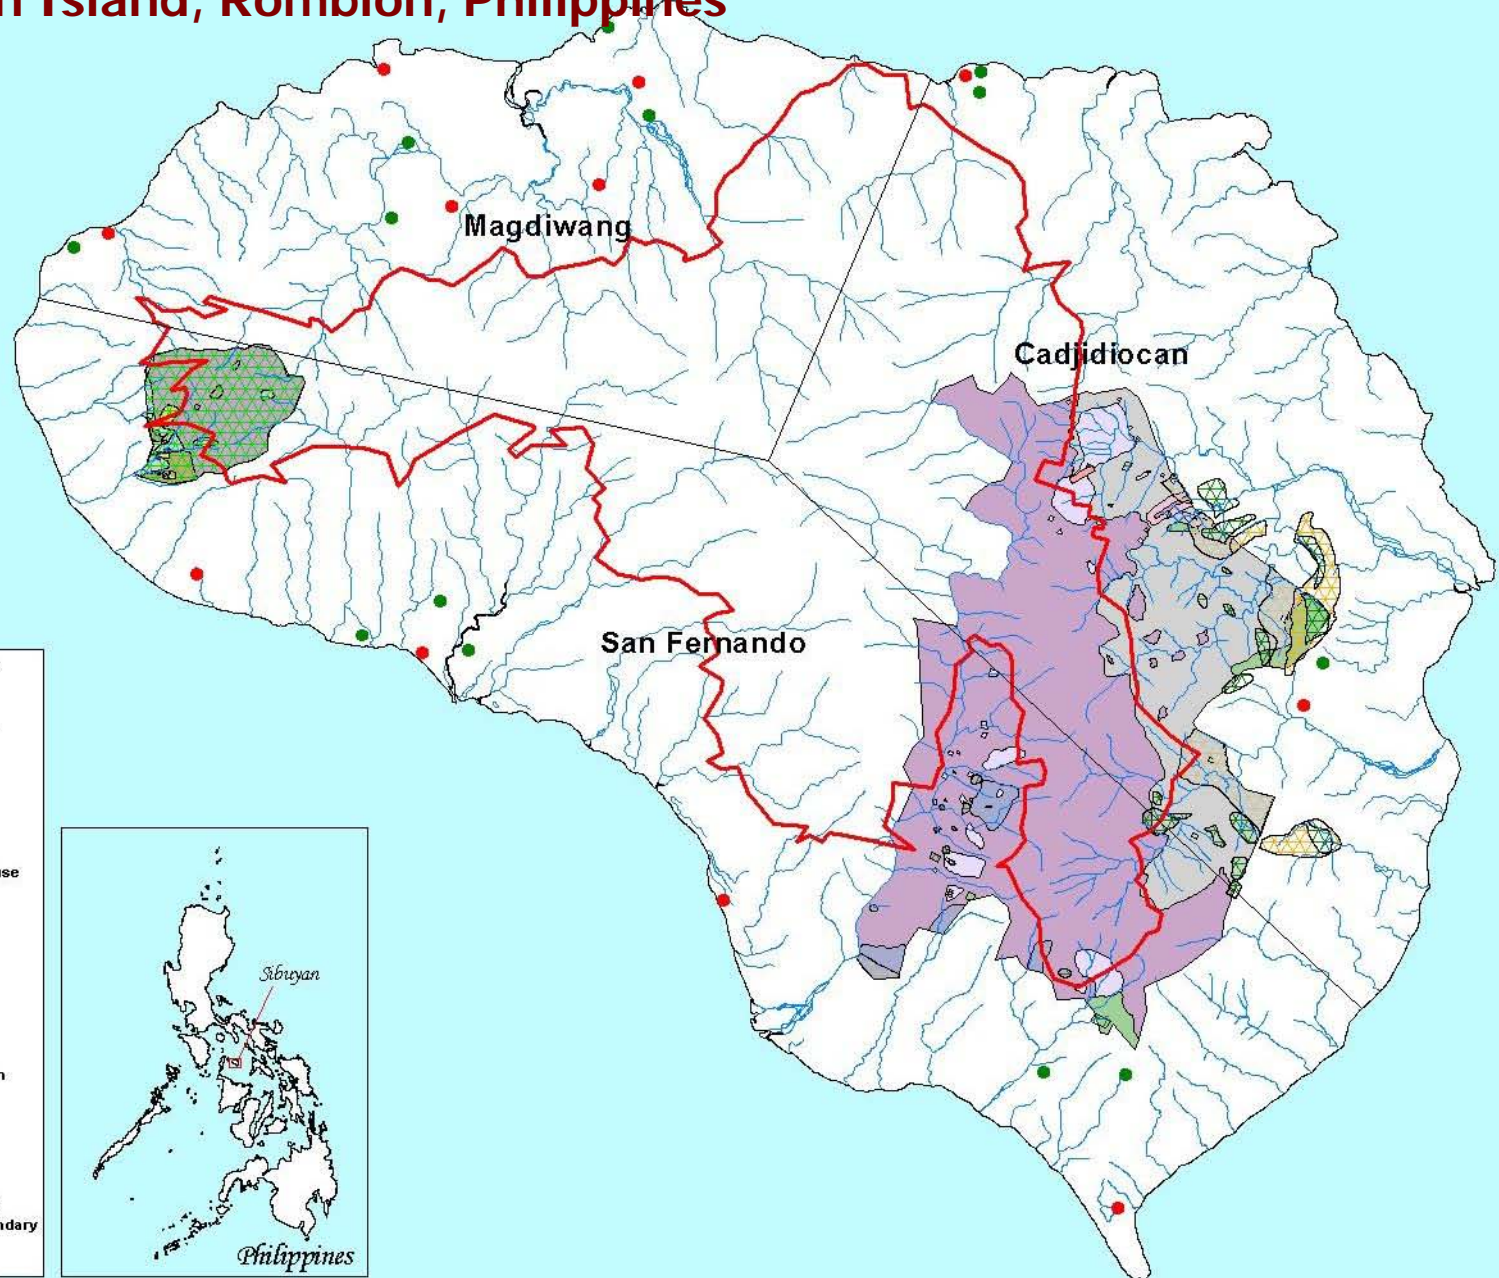 Island, Romblon, Philippines
Magdiwang
Cadjidiocan
San Fernando
Sibuyan
Philippines